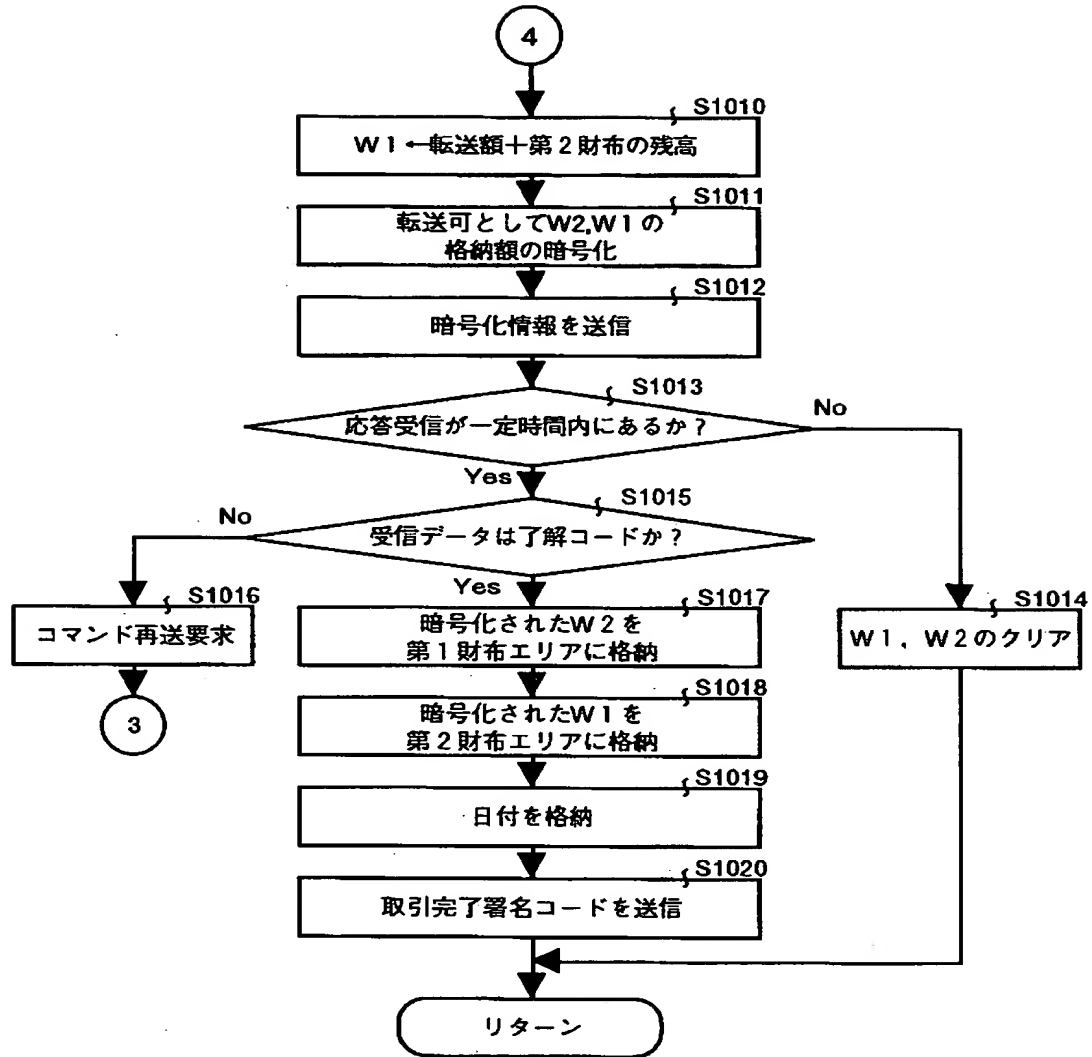 4
S1010
W1←転送額+第2財布の残高
S1011
転送可としてW2,W1の
格納額の暗号化
S1012
暗号化情報を送信
S1013
応答受信が一定時間内にあるか?
No
Yes
S1015
受信データは了解コードか?
No
Yes
S1016
コマンド再送要求
3
S1017
暗号化されたW2を
第1財布エリアに格納
S1014
W1，W2のクリア
S1018
暗号化されたW1を
第2財布エリアに格納
S1019
日付を格納
S1020
取引完了署名コードを送信
リターン